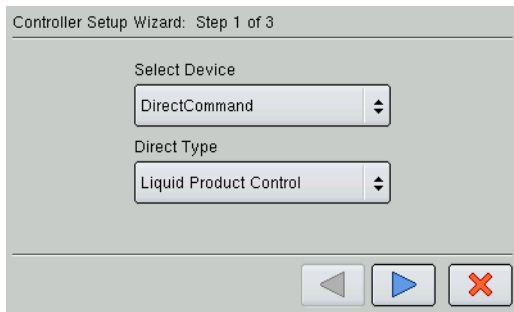 Controller Setup Wizard: Step 1 of 3
Select Device
DirectCommand
Direct Type
Liquid Product Control